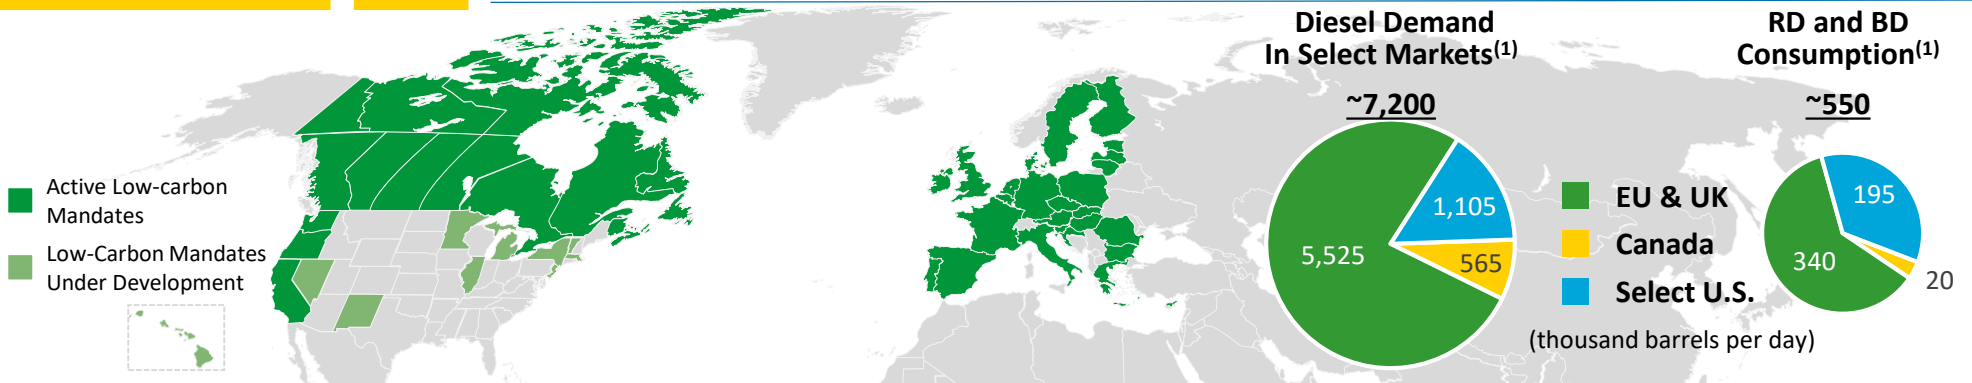 Diesel Demand
In Select Markets(1)
~7,200
RD and BD
Consumption(1)
~550
Active Low-carbon
Mandates
Low-Carbon Mandates
Under Development
5,525
1,105
565
EU & UK
Canada
Select U.S.
(thousand barrels per day)
195
340
20